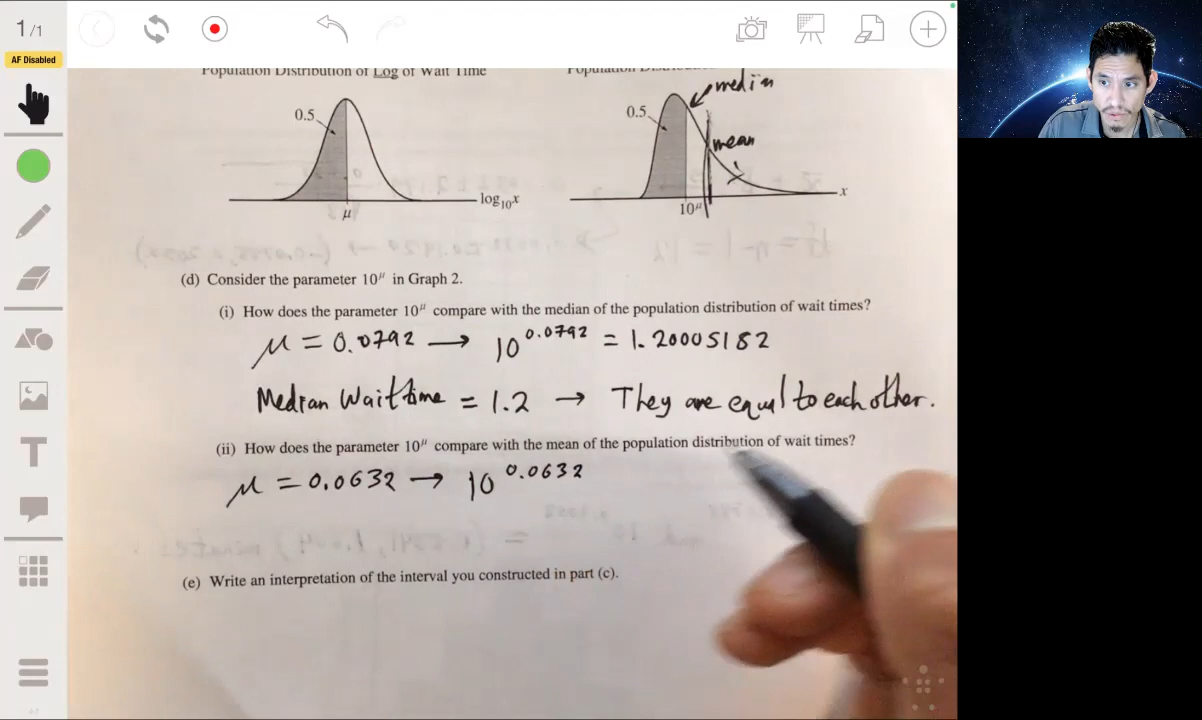 1/1
AF Disabled
Population Distribution of Log of Wait Time
Population
0.5
μ
log₁₀x
0.5
median
mean
10^μ
x
(d) Consider the parameter 10^μ in Graph 2.
(i) How does the parameter 10^μ compare with the median of the population distribution of wait times?
μ = 0.0792 → 10^0.0792 = 1.20005182
Median Wait time = 1.2 → They are equal to each other.
(ii) How does the parameter 10^μ compare with the mean of the population distribution of wait times?
μ = 0.0632 → 10^0.0632
(e) Write an interpretation of the interval you constructed in part (c).
T